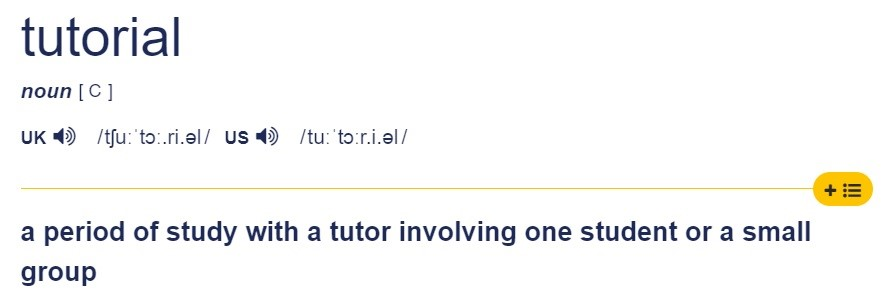 tutorial
noun [ C ]
UK /tʃuːˈtɔː.ri.əl/ US /tuːˈtɔːr.i.əl/
a period of study with a tutor involving one student or a small
group